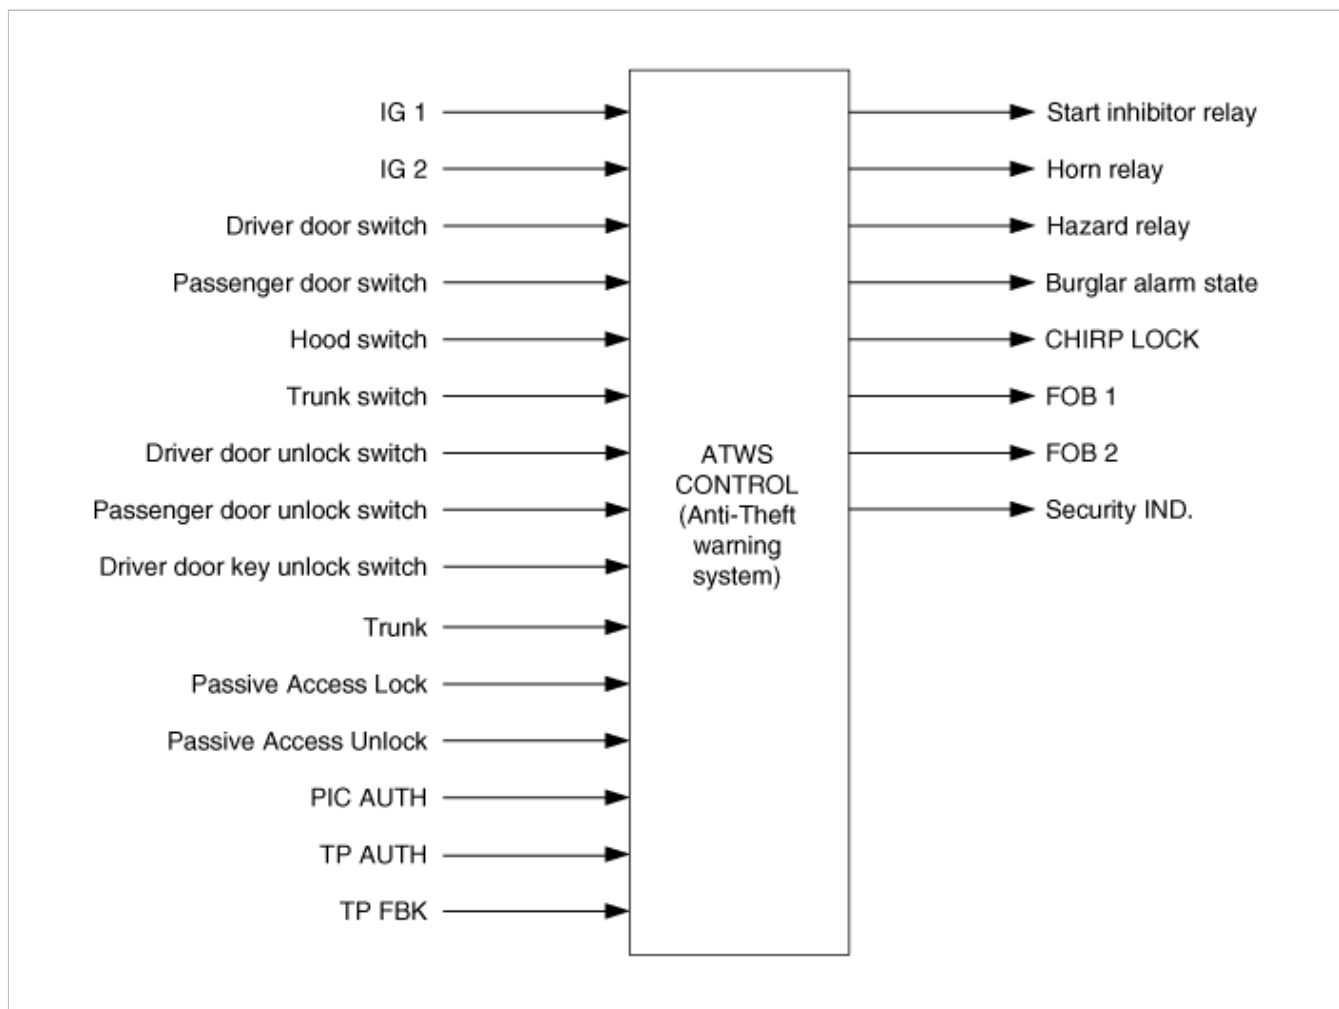 IG 1
IG 2
Driver door switch
Passenger door switch
Hood switch
Trunk switch
Driver door unlock switch
Passenger door unlock switch
Driver door key unlock switch
Trunk
Passive Access Lock
Passive Access Unlock
PIC AUTH
TP AUTH
TP FBK
ATWS
CONTROL
(Anti-Theft
warning
system)
Start inhibitor relay
Horn relay
Hazard relay
Burglar alarm state
CHIRP LOCK
FOB 1
FOB 2
Security IND.